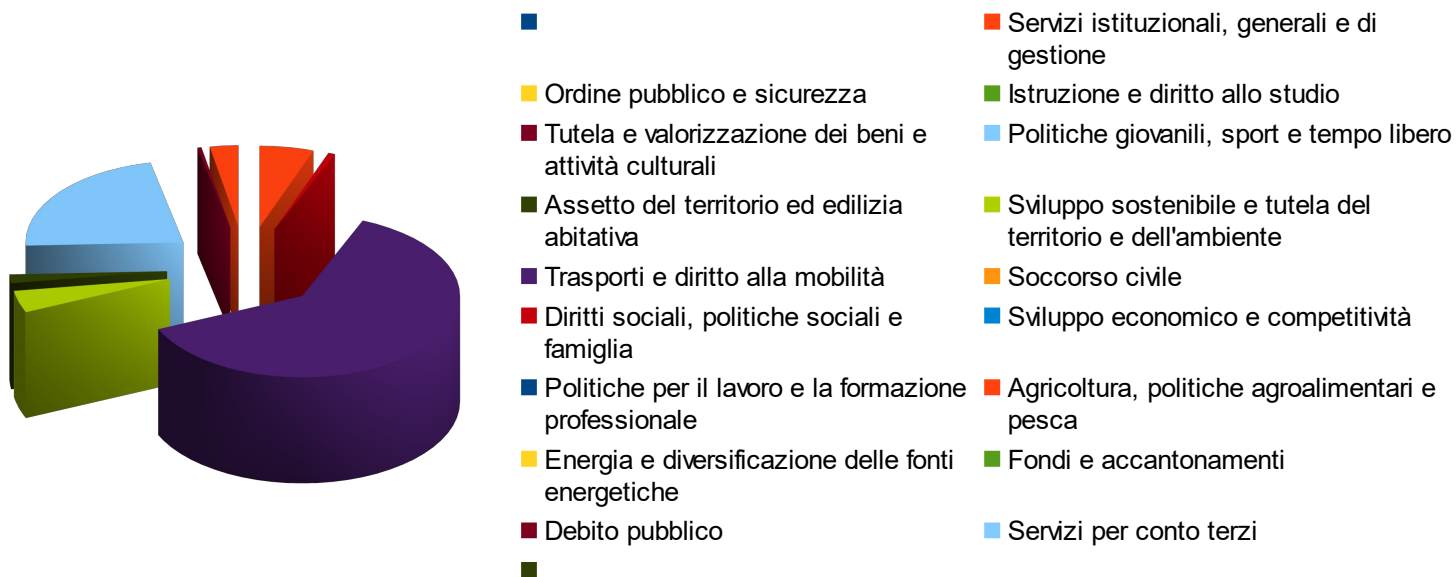 Servizi istituzionali, generali e di
gestione
Ordine pubblico e sicurezza
Istruzione e diritto allo studio
Tutela e valorizzazione dei beni e
attività culturali
Politiche giovanili, sport e tempo libero
Assetto del territorio ed edilizia
abitativa
Sviluppo sostenibile e tutela del
territorio e dell'ambiente
Trasporti e diritto alla mobilità
Soccorso civile
Diritti sociali, politiche sociali e
famiglia
Sviluppo economico e competitività
Politiche per il lavoro e la formazione
professionale
Agricoltura, politiche agroalimentari e
pesca
Energia e diversificazione delle fonti
energetiche
Fondi e accantonamenti
Debito pubblico
Servizi per conto terzi